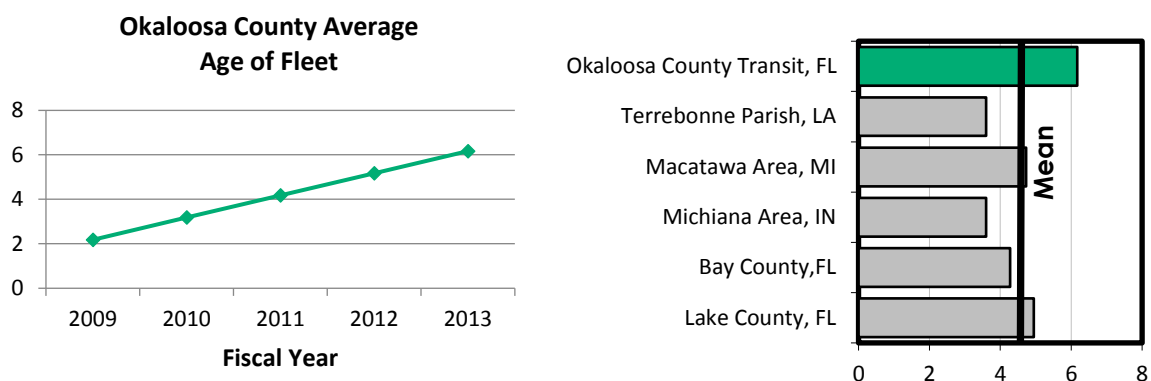 Okaloosa County Average
Age of Fleet
8
6
4
2
0
2009 2010 2011 2012 2013
Fiscal Year
Okaloosa County Transit, FL
Terrebonne Parish, LA
Macatawa Area, MI
Michiana Area, IN
Bay County,FL
Lake County, FL
Mean
0 2 4 6 8